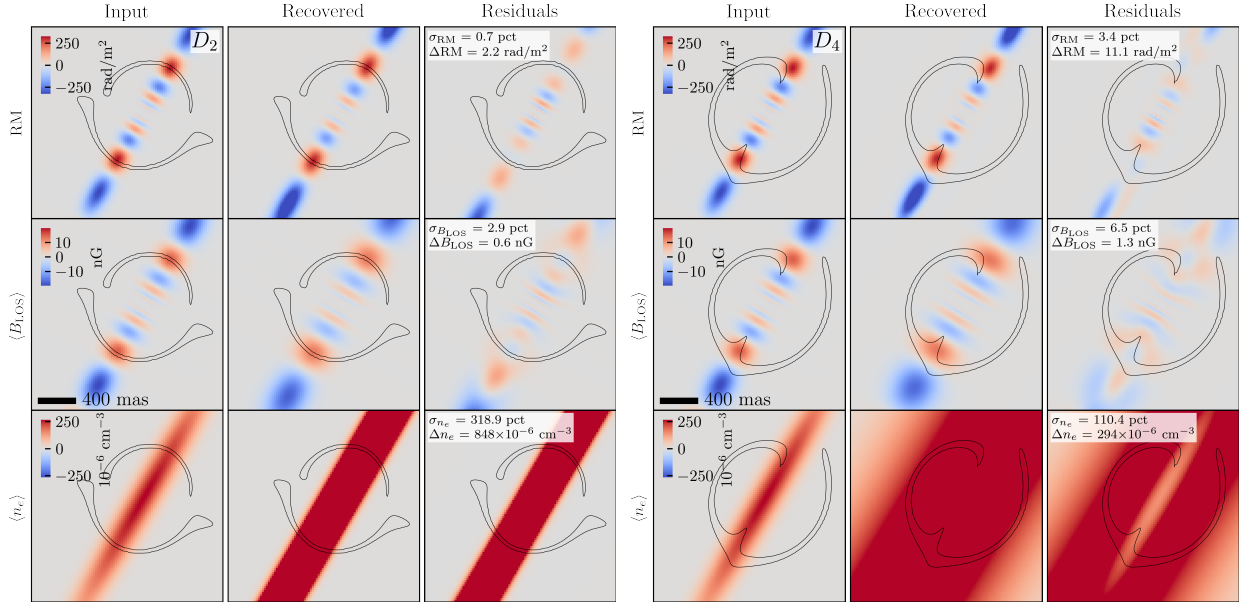 Input Recovered Residuals Input Recovered Residuals
RM
250
0
−250
rad/m²
D₂
σ_RM = 0.7 pct
ΔRM = 2.2 rad/m²
RM
250
0
−250
rad/m²
D₄
σ_RM = 3.4 pct
ΔRM = 11.1 rad/m²
⟨B_LOS⟩
10
−10
nG
400 mas
σ_B_LOS = 2.9 pct
ΔB_LOS = 0.6 nG
⟨B_LOS⟩
10
−10
nG
400 mas
σ_B_LOS = 6.5 pct
ΔB_LOS = 1.3 nG
⟨n_e⟩
250
0
−250
10⁻⁶ cm⁻³
σ_n_e = 318.9 pct
Δn_e = 848×10⁻⁶ cm⁻³
⟨n_e⟩
250
0
−250
10⁻⁶ cm⁻³
σ_n_e = 110.4 pct
Δn_e = 294×10⁻⁶ cm⁻³